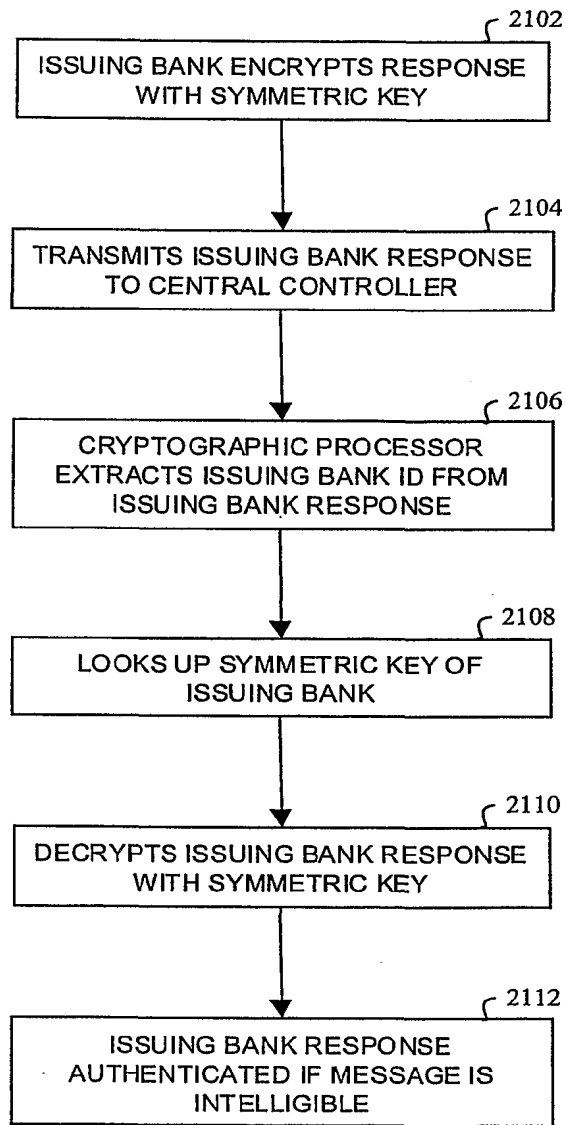 2102
ISSUING BANK ENCRYPTS RESPONSE
WITH SYMMETRIC KEY
2104
TRANSMITS ISSUING BANK RESPONSE
TO CENTRAL CONTROLLER
2106
CRYPTOGRAPHIC PROCESSOR
EXTRACTS ISSUING BANK ID FROM
ISSUING BANK RESPONSE
2108
LOOKS UP SYMMETRIC KEY OF
ISSUING BANK
2110
DECRYPTS ISSUING BANK RESPONSE
WITH SYMMETRIC KEY
2112
ISSUING BANK RESPONSE
AUTHENTICATED IF MESSAGE IS
INTELLIGIBLE